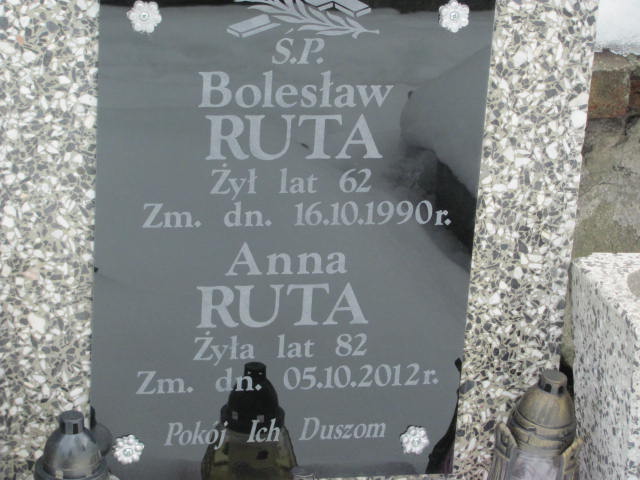 Ś.P.
Bolesław
RUTA
Żył lat 62
Zm. dn. 16.10.1990r.
Anna
RUTA
Żyła lat 82
Zm. dn. 05.10.2012r.
Pokój Ich Duszom